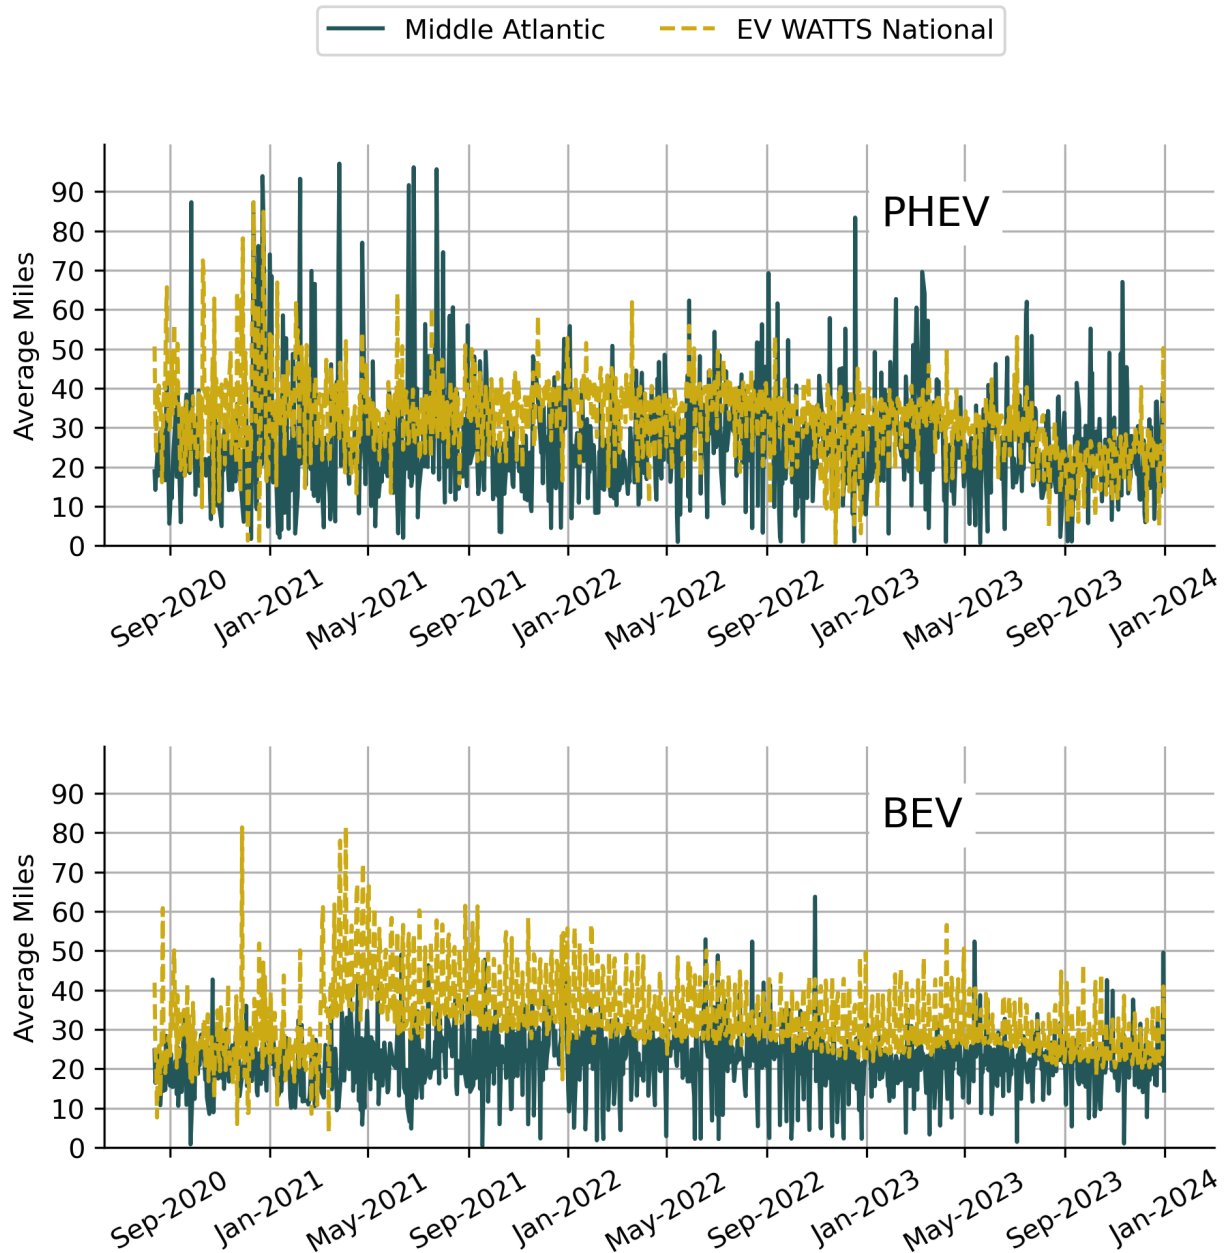 Middle Atlantic EV WATTS National
PHEV
Average Miles
90
80
70
60
50
40
30
20
10
0
Sep-2020 Jan-2021 May-2021 Sep-2021 Jan-2022 May-2022 Sep-2022 Jan-2023 May-2023 Sep-2023 Jan-2024
BEV
Average Miles
90
80
70
60
50
40
30
20
10
0
Sep-2020 Jan-2021 May-2021 Sep-2021 Jan-2022 May-2022 Sep-2022 Jan-2023 May-2023 Sep-2023 Jan-2024